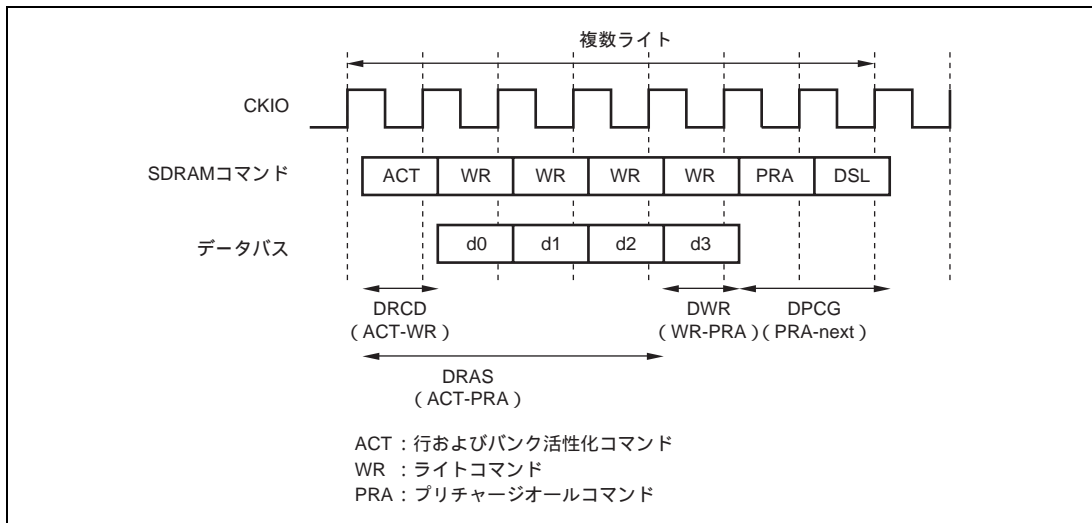 複数ライト
CKIO
SDRAMコマンド ACT WR WR WR WR PRA DSL
データバス d0 d1 d2 d3
DRCD DWR DPCG
(ACT-WR) (WR-PRA) (PRA-next)
DRAS
(ACT-PRA)
ACT:行およびバンク活性化コマンド
WR :ライトコマンド
PRA:プリチャージオールコマンド